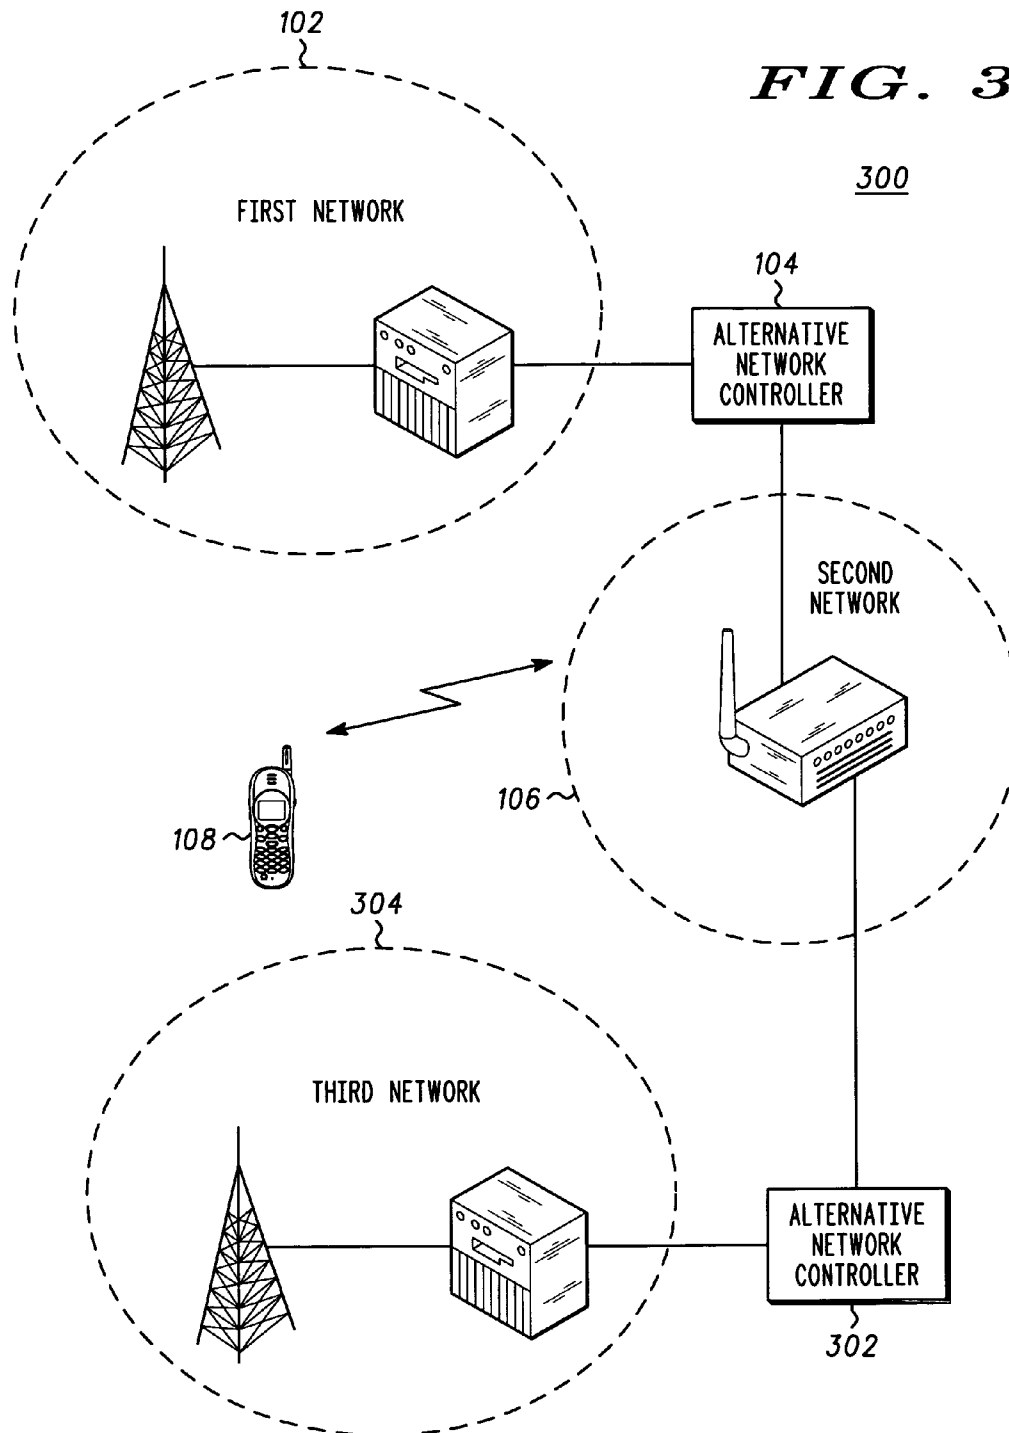 102
FIG. 3
300
FIRST NETWORK
104
ALTERNATIVE
NETWORK
CONTROLLER
SECOND
NETWORK
106
108
304
THIRD NETWORK
ALTERNATIVE
NETWORK
CONTROLLER
302